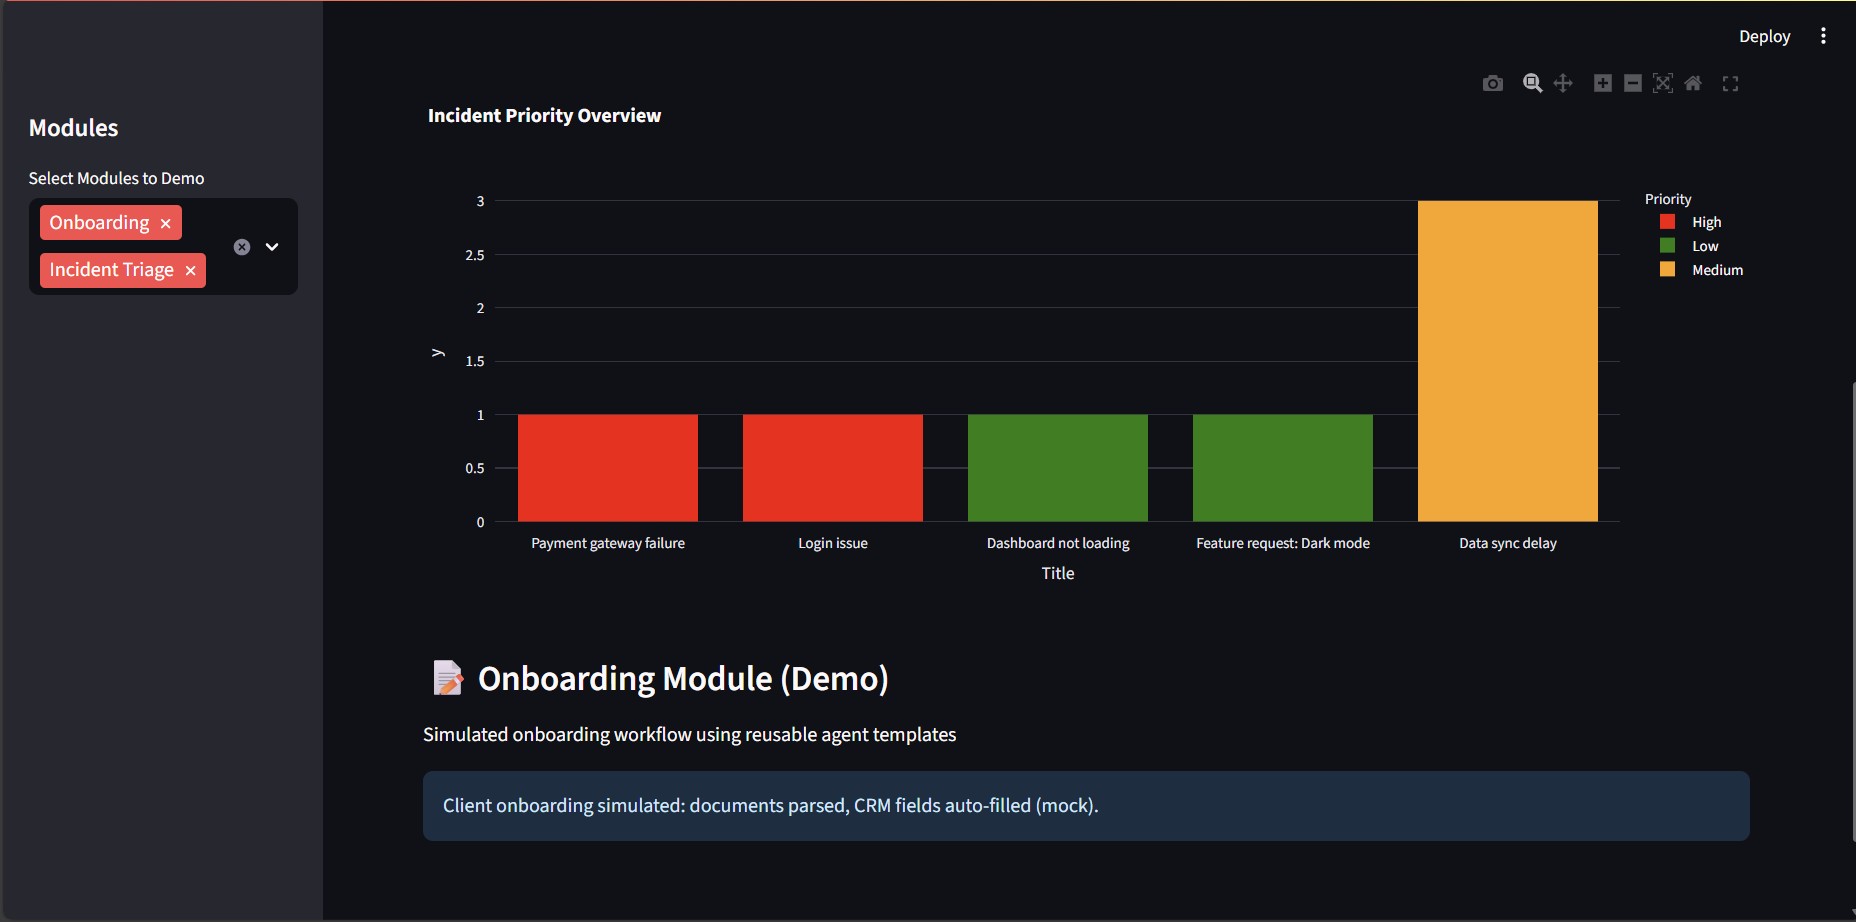 Deploy
Modules
Select Modules to Demo
Onboarding
Incident Triage
Incident Priority Overview
3
2.5
2
1.5
1
0.5
0
y
Payment gateway failure
Login issue
Dashboard not loading
Feature request: Dark mode
Data sync delay
Title
Priority
High
Low
Medium
Onboarding Module (Demo)
Simulated onboarding workflow using reusable agent templates
Client onboarding simulated: documents parsed, CRM fields auto-filled (mock).